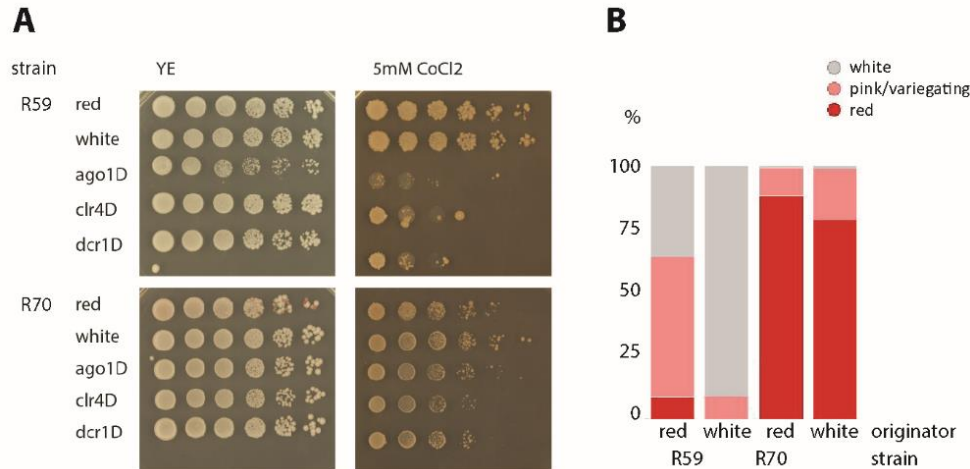 A
strain YE 5mM CoCl2
R59 red
white
ago1D
clr4D
dcr1D
R70 red
white
ago1D
clr4D
dcr1D
B
white
pink/variegating
red
%
100
75
50
25
0
red white red white originator
R59 R70 strain